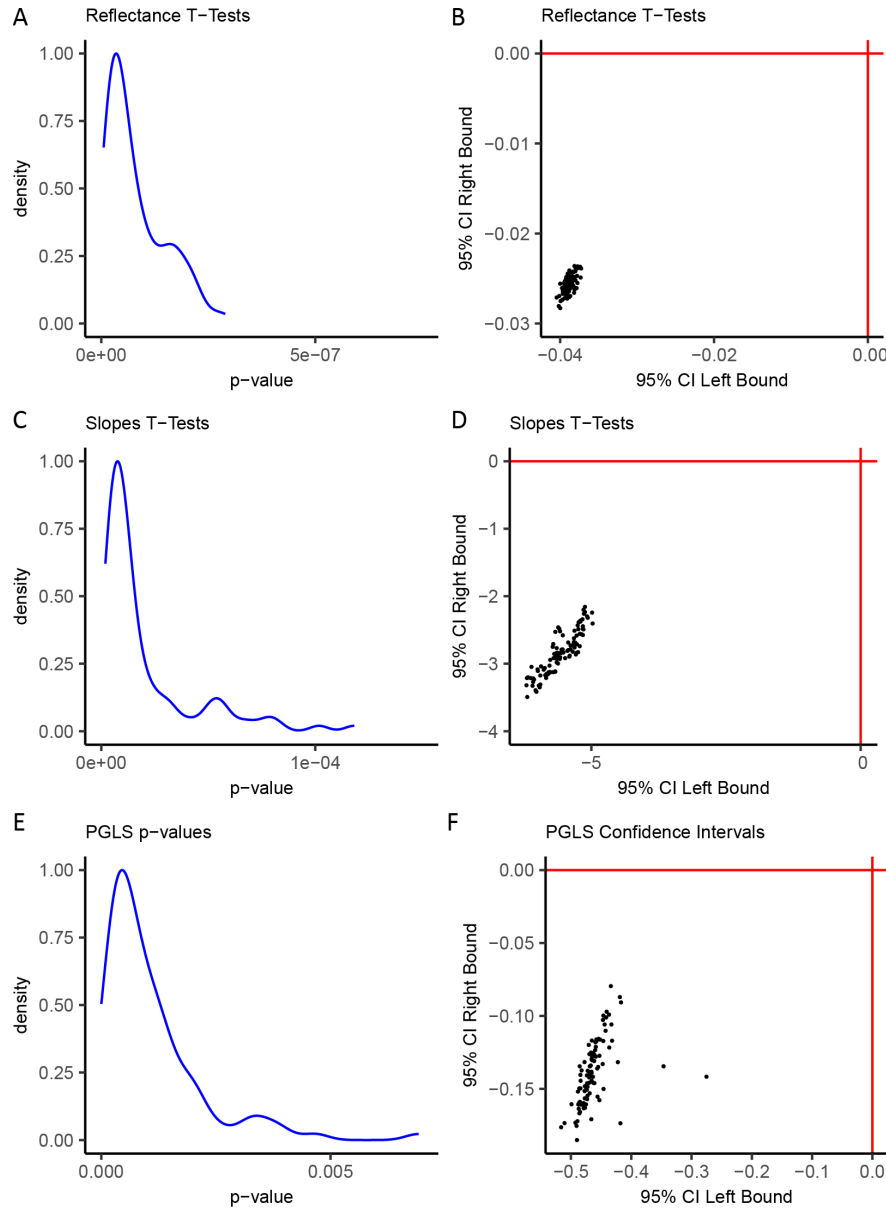 A
Reflectance T−Tests
1.00
0.75
0.50
0.25
0.00
density
0e+00
5e−07
p−value
B
Reflectance T−Tests
0.00
−0.01
−0.02
−0.03
95% CI Right Bound
−0.04
−0.02
0.00
95% CI Left Bound
C
Slopes T−Tests
1.00
0.75
0.50
0.25
0.00
density
0e+00
1e−04
p−value
D
Slopes T−Tests
0
−1
−2
−3
−4
95% CI Right Bound
−5
0
95% CI Left Bound
E
PGLS p−values
1.00
0.75
0.50
0.25
0.00
density
0.000
0.005
p−value
F
PGLS Confidence Intervals
0.00
−0.05
−0.10
−0.15
95% CI Right Bound
−0.5
−0.4
−0.3
−0.2
−0.1
0.0
95% CI Left Bound